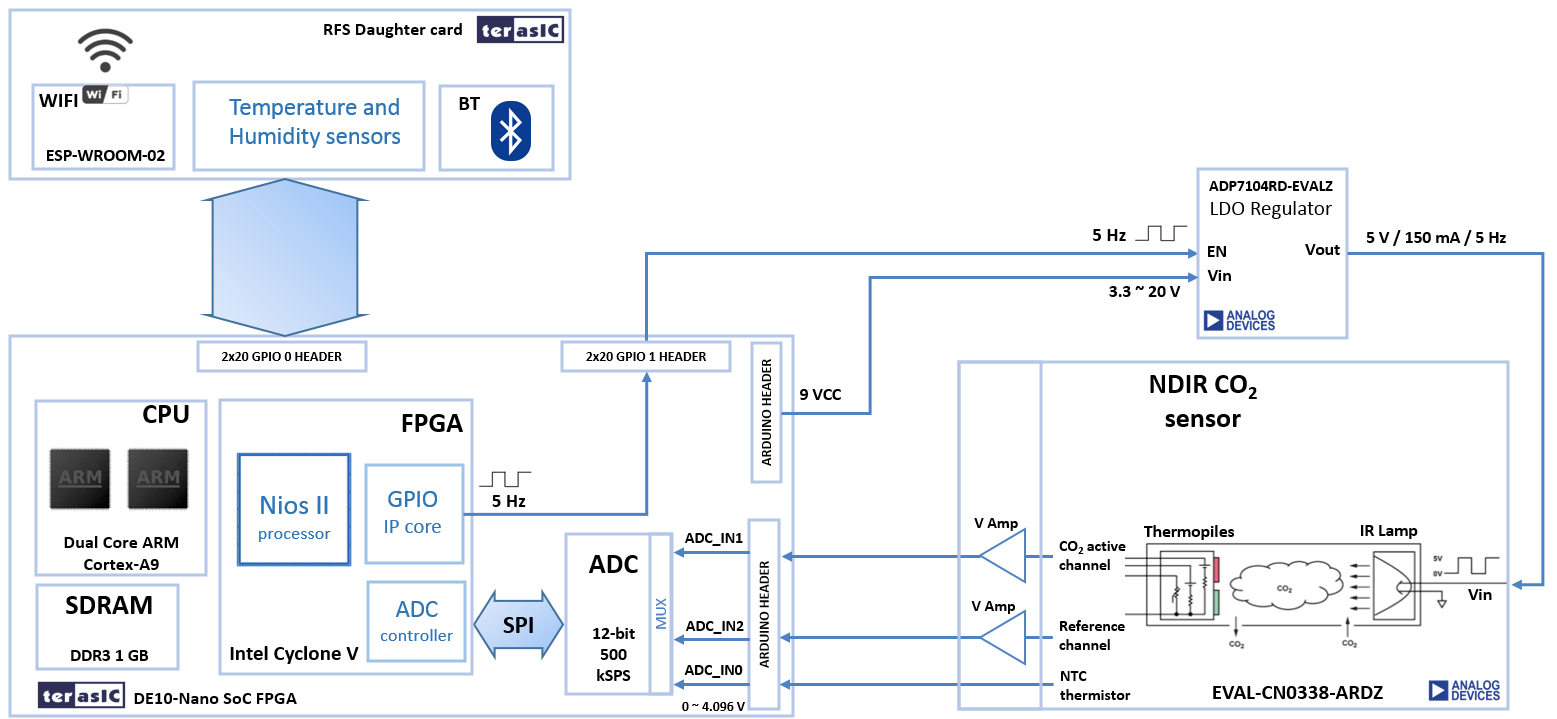 RFS Daughter card
terasIC
WIFI
Wi Fi
ESP-WROOM-02
Temperature and
Humidity sensors
BT
ADP7104RD-EVALZ
LDO Regulator
5 Hz
EN
Vout
5 V / 150 mA / 5 Hz
Vin
3.3 ~ 20 V
ANALOG
DEVICES
2x20 GPIO 0 HEADER
2x20 GPIO 1 HEADER
ARDUINO HEADER
9 VCC
CPU
ARM
ARM
Dual Core ARM
Cortex-A9
SDRAM
DDR3 1 GB
FPGA
Nios II
processor
GPIO
IP core
5 Hz
ADC
controller
Intel Cyclone V
SPI
ADC
12-bit
500
kSPS
MUX
ADC_IN1
ADC_IN2
ADC_IN0
0 ~ 4.096 V
ARDUINO HEADER
terasIC
DE10-Nano SoC FPGA
NDIR CO2
sensor
V Amp
CO2 active
channel
V Amp
Reference
channel
NTC
thermistor
Thermopiles
IR Lamp
CO2
5V
0V
Vin
CO2
CO2
EVAL-CN0338-ARDZ
ANALOG
DEVICES